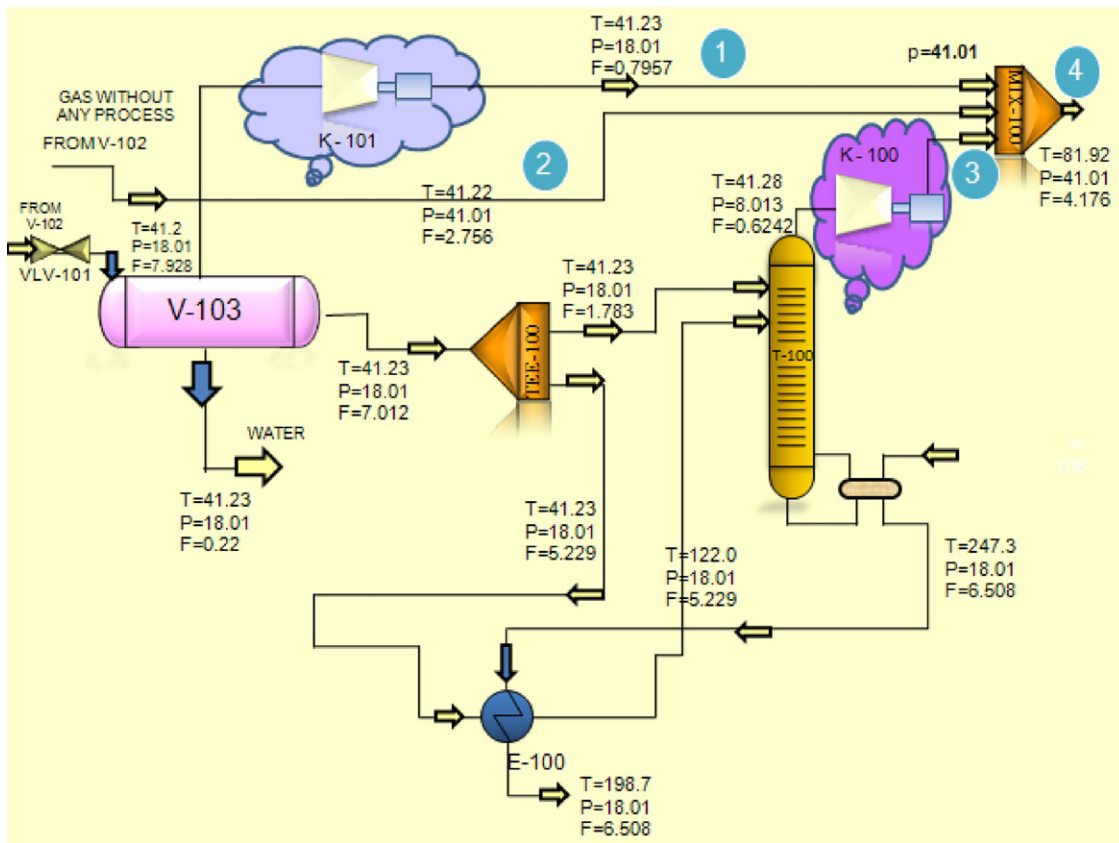 T=41.23
P=18.01
F=0.7957
1
p=41.01
4
MIX-100
GAS WITHOUT
ANY PROCESS
FROM V-102
K- 101
2
K - 100
3
T=81.92
P=41.01
F=4.176
T=41.22
P=41.01
F=2.756
T=41.28
P=8.013
F=0.6242
FROM
V-102
VLV-101
T=41.2
P=18.01
F=7.928
V-103
T=41.23
P=18.01
F=1.783
TEE-100
T-100
T=41.23
P=18.01
F=7.012
WATER
T=41.23
P=18.01
F=0.22
V-
106
T=41.23
P=18.01
F=5.229
T=122.0
P=18.01
F=5.229
T=247.3
P=18.01
F=6.508
E-100
T=198.7
P=18.01
F=6.508